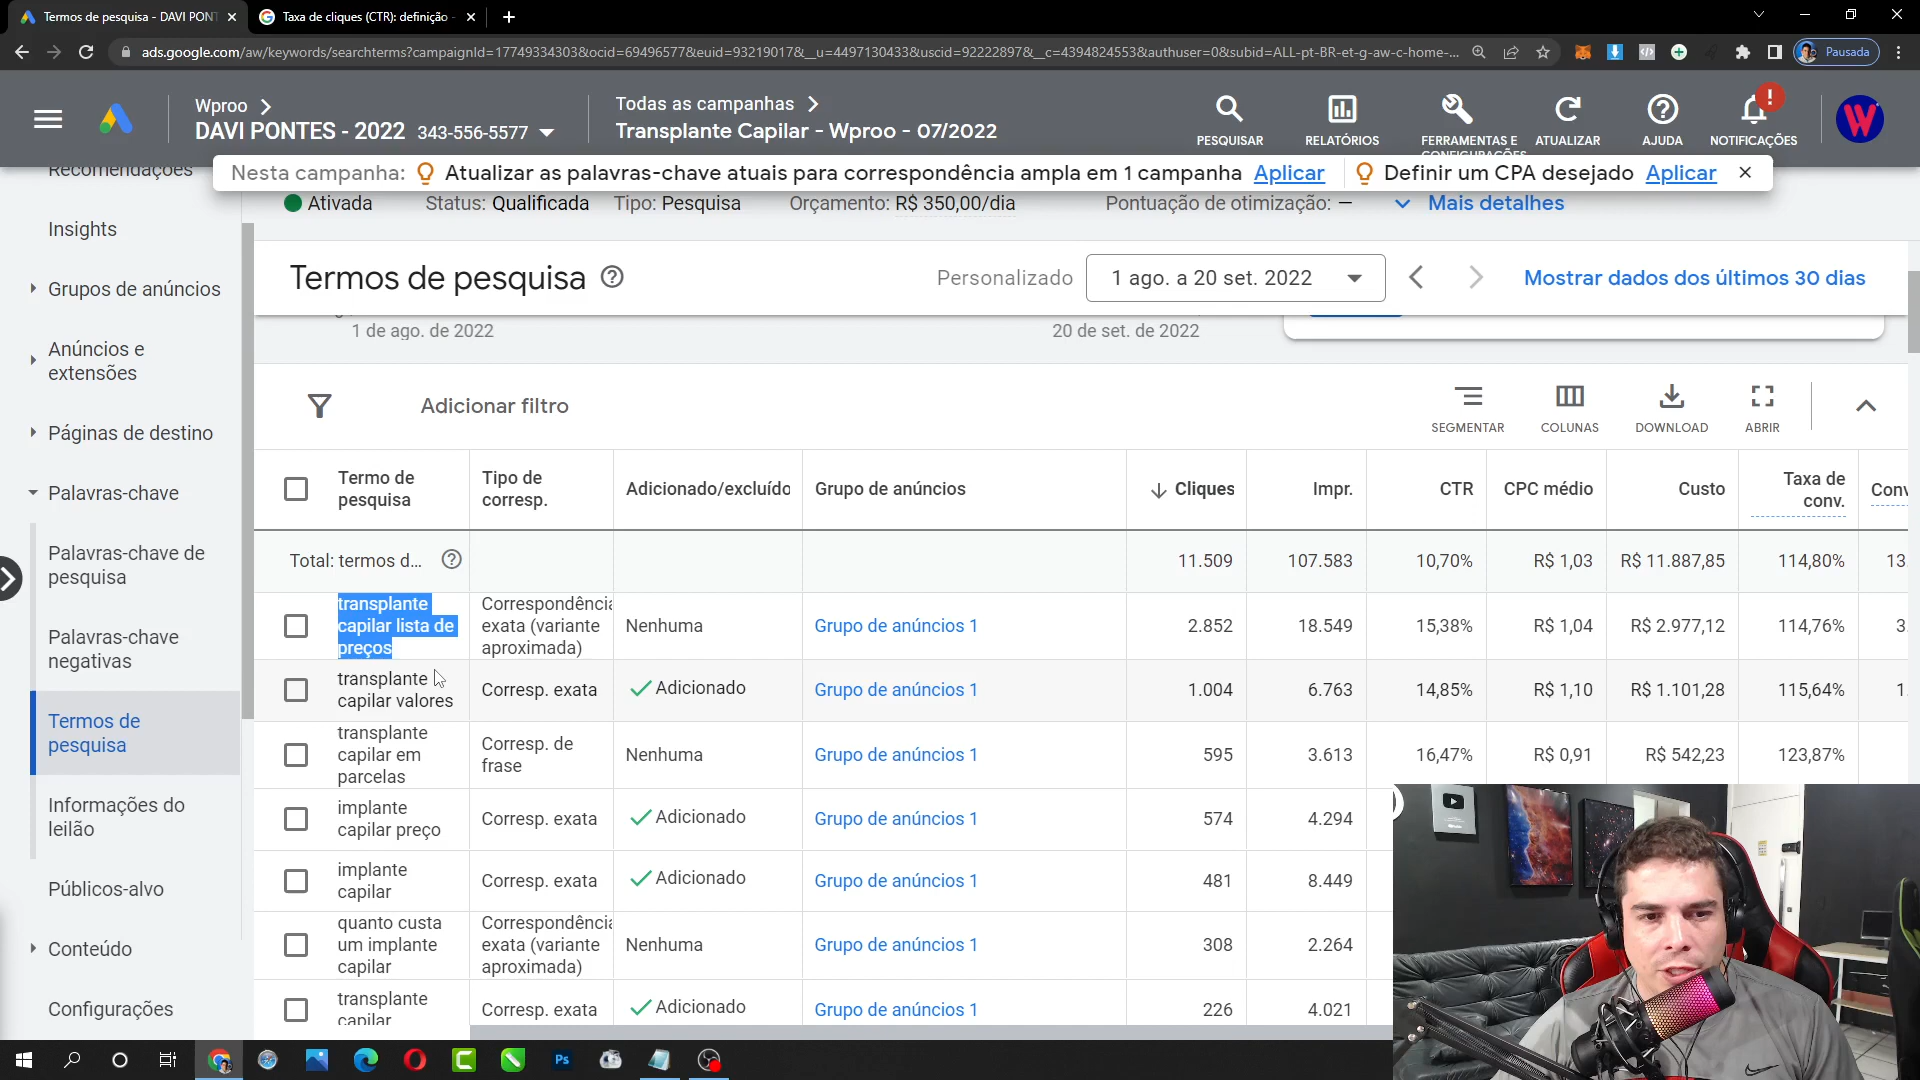 Termos de pesquisa - DAVI PONT
Taxa de cliques (CTR): definição -
ads.google.com/aw/keywords/searchterms?campaignId=17749334303&ocid=69496577&euid=93219017&__u=4497130433&uscid=92222897&__c=4394824553&authuser=0&subid=ALL-pt-BR-et-g-aw-c-home-...
Pausada
Wproo
DAVI PONTES - 2022 343-556-5577
Todas as campanhas
Transplante Capilar - Wproo - 07/2022
PESQUISAR
RELATÓRIOS
FERRAMENTAS E
CONFIGURAÇÕES
ATUALIZAR
AJUDA
NOTIFICAÇÕES
Nesta campanha: Atualizar as palavras-chave atuais para correspondência ampla em 1 campanha Aplicar Definir um CPA desejado Aplicar
Ativada Status: Qualificada Tipo: Pesquisa Orçamento: R$ 350,00/dia Pontuação de otimização: — Mais detalhes
Recomendações
Insights
Grupos de anúncios
Anúncios e
extensões
Páginas de destino
Palavras-chave
Palavras-chave de
pesquisa
Palavras-chave
negativas
Termos de
pesquisa
Informações do
leilão
Públicos-alvo
Conteúdo
Configurações
Termos de pesquisa
Personalizado 1 ago. a 20 set. 2022 Mostrar dados dos últimos 30 dias
1 de ago. de 2022 20 de set. de 2022
Adicionar filtro
SEGMENTAR COLUNAS DOWNLOAD ABRIR
Termo de
pesquisa
Tipo de
corresp.
Adicionado/excluído Grupo de anúncios Cliques Impr. CTR CPC médio Custo
Taxa de
conv.
Conv
Total: termos d... 11.509 107.583 10,70% R$ 1,03 R$ 11.887,85 114,80% 13.
transplante
capilar lista de
preços
Correspondência
exata (variante
aproximada)
Nenhuma Grupo de anúncios 1 2.852 18.549 15,38% R$ 1,04 R$ 2.977,12 114,76% 3.
transplante
capilar valores
Corresp. exata Adicionado Grupo de anúncios 1 1.004 6.763 14,85% R$ 1,10 R$ 1.101,28 115,64% 1.
transplante
capilar em
parcelas
Corresp. de
frase
Nenhuma Grupo de anúncios 1 595 3.613 16,47% R$ 0,91 R$ 542,23 123,87%
implante
capilar preço
Corresp. exata Adicionado Grupo de anúncios 1 574 4.294
implante
capilar
Corresp. exata Adicionado Grupo de anúncios 1 481 8.449
quanto custa
um implante
capilar
Correspondência
exata (variante
aproximada)
Nenhuma Grupo de anúncios 1 308 2.264
transplante
capilar
Corresp. exata Adicionado Grupo de anúncios 1 226 4.021
Ps